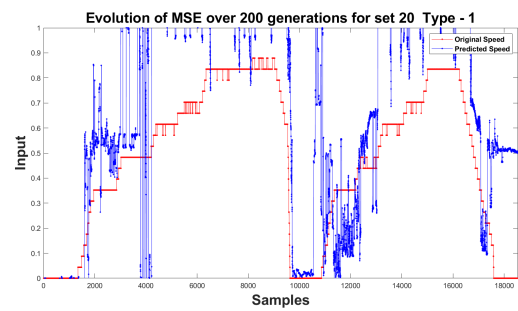 Evolution of MSE over 200 generations for set 20 Type - 1
Original Speed
Predicted Speed
1
0.9
0.8
0.7
0.6
0.5
0.4
0.3
0.2
0.1
0
Input
0 2000 4000 6000 8000 10000 12000 14000 16000 18000
Samples